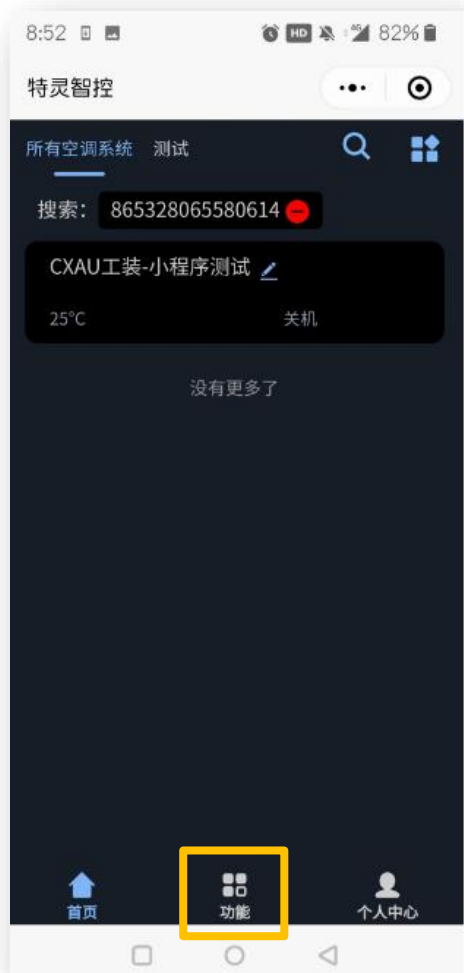 8:52 HD 4G 82%
特灵智控
所有空调系统 测试
搜索： 865328065580614
CXAU工装-小程序测试
25℃ 关机
没有更多了
首页 功能 个人中心